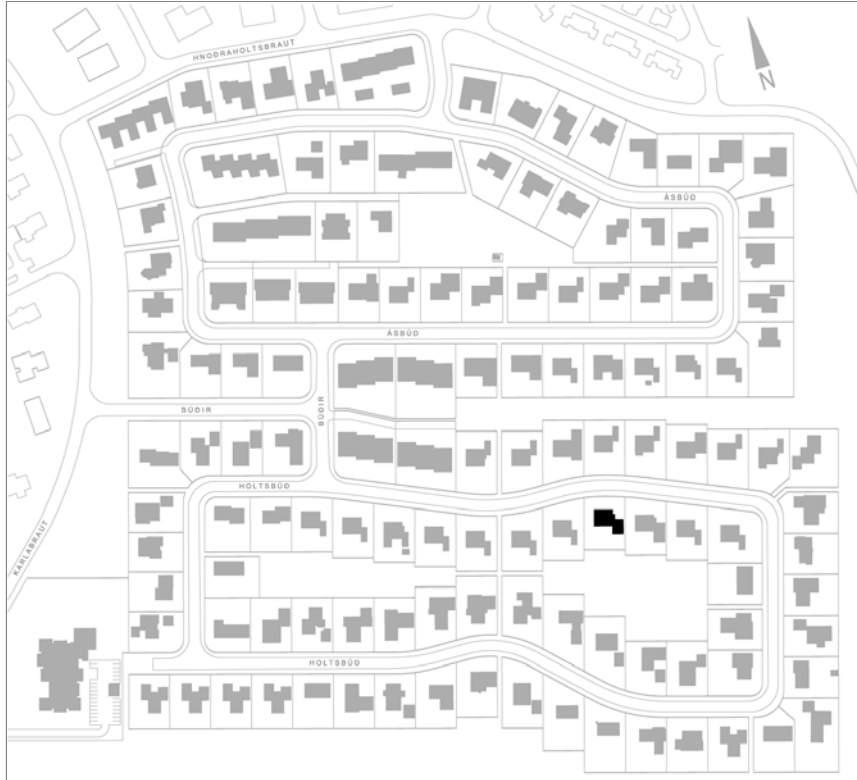 HNOÐRAHOLTSBRAUT
N
ÁSBÚÐ
ÁSBÚÐ
BÚÐIR
BÚÐIR
HOLTSBÚÐ
KARLABRAUT
HOLTSBÚÐ